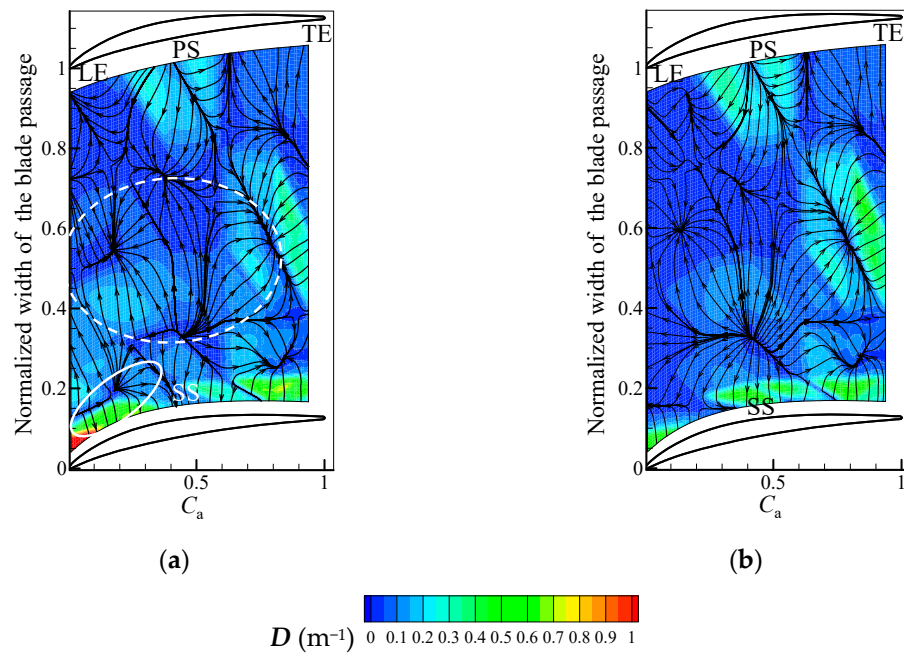 Normalized width of the blade passage
1
0.8
0.6
0.4
0.2
0
LE
PS
TE
SS
0.5
1
Ca
(a)
Normalized width of the blade passage
1
0.8
0.6
0.4
0.2
0
LE
PS
TE
SS
0.5
1
Ca
(b)
D (m⁻¹)
0 0.1 0.2 0.3 0.4 0.5 0.6 0.7 0.8 0.9 1